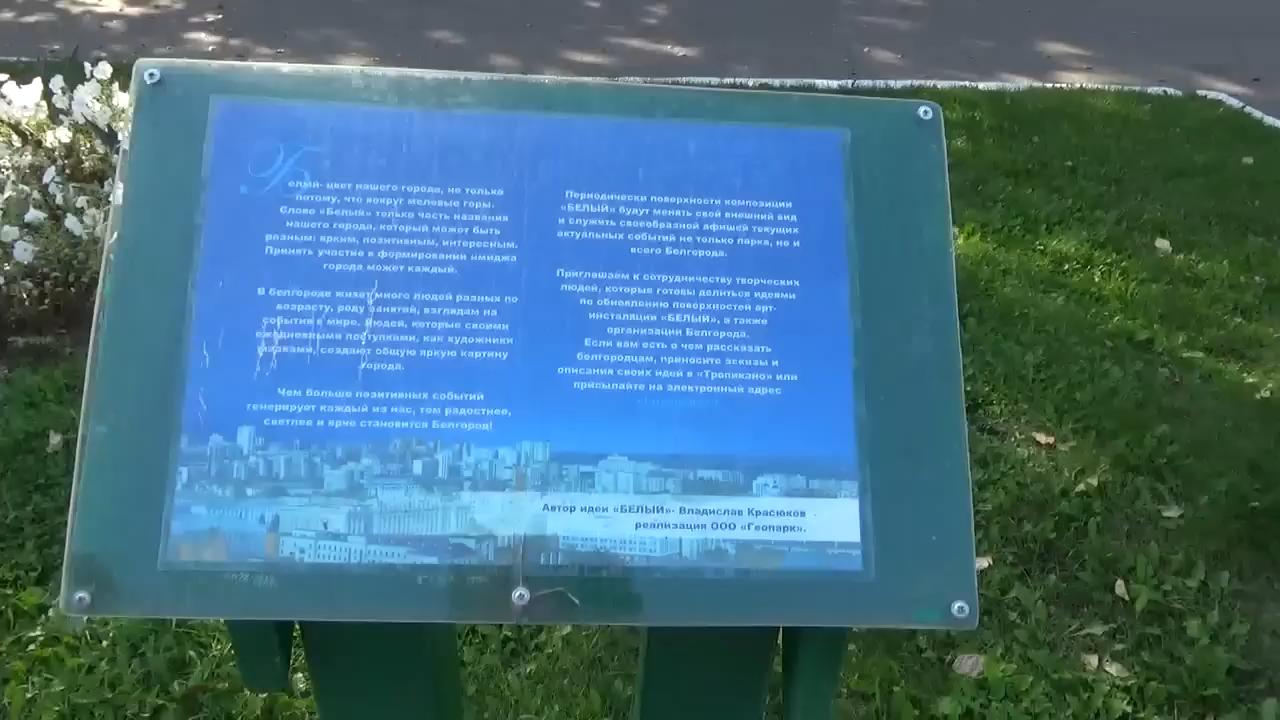 Белый- цвет нашего города, не только
потому, что вокруг меловые горы.
Слово «Белый» только часть названия
нашего города, который может быть
разным: ярким, позитивным, интересным.
Принять участие в формировании имиджа
города может каждый.
В белгороде живет много людей разных по
возрасту, роду занятий, взглядам на
события в мире. Людей, которые своими
ежедневными поступками, как художники
мазками, создают общую яркую картину
города.
Чем больше позитивных событий
генерирует каждый из нас, тем радостнее,
светлее и ярче становится Белгород!
Периодически поверхности композиции
«БЕЛЫЙ» будут менять свой внешний вид
и служить своеобразной афишей текущих
актуальных событий не только парка, но и
всего Белгорода.
Приглашаем к сотрудничеству творческих
людей, которые готовы делиться идеями
по обновлению поверхностей арт-
инсталяции «БЕЛЫЙ», а также
организации Белгорода.
Если вам есть о чем рассказать
белгородцам, приносите эскизы и
описания своих идей в «Тропикано» или
присылайте на электронный адрес
Автор идеи «БЕЛЫЙ»- Владислав Красюков
реализация ООО «Геопарк».